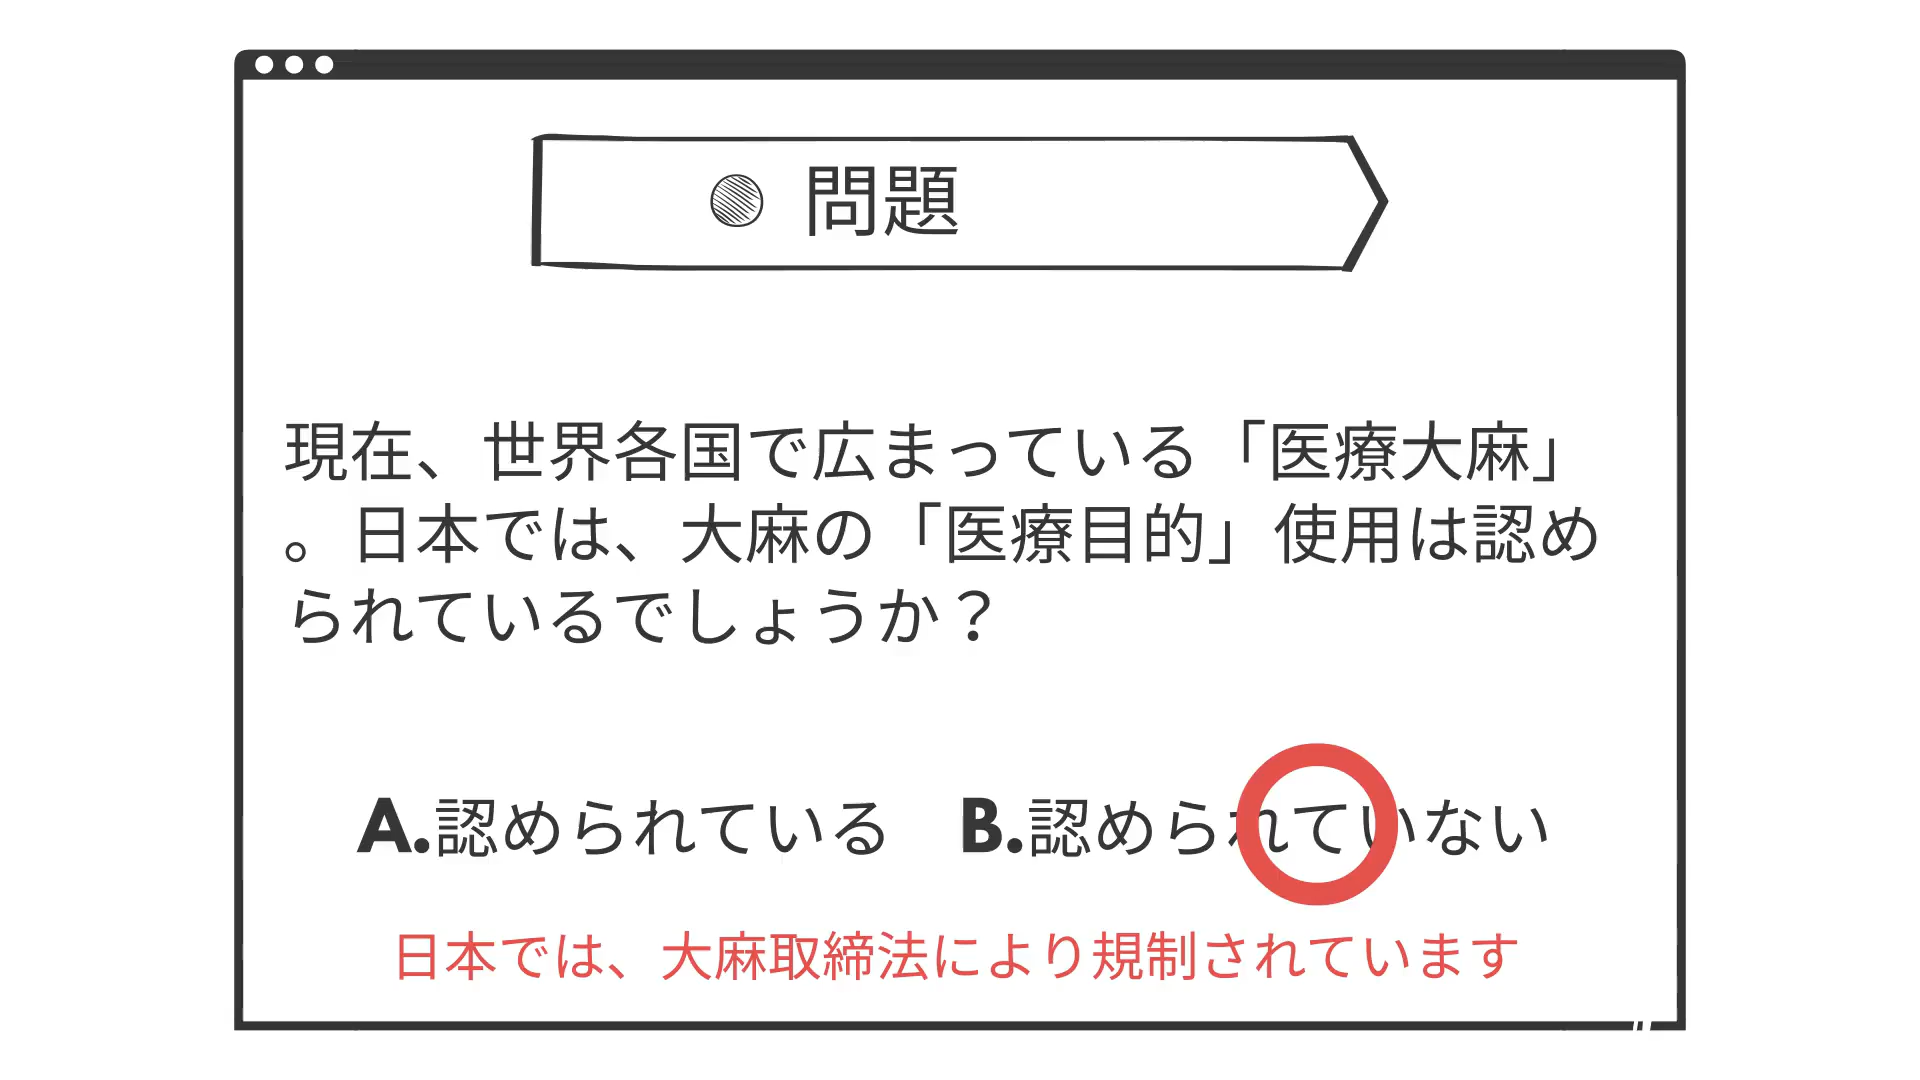 問題
現在、世界各国で広まっている「医療大麻」
。日本では、大麻の「医療目的」使用は認め
られているでしょうか？
A.認められている B.認められていない
日本では、大麻取締法により規制されています